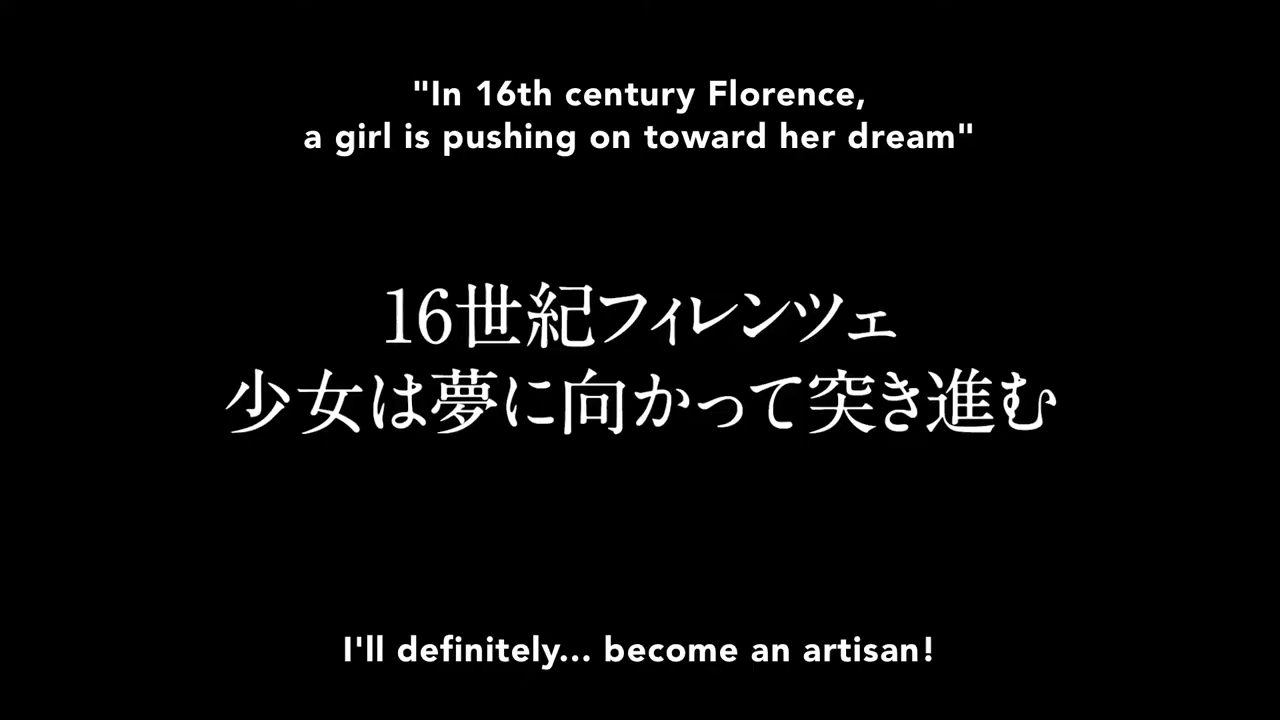 "In 16th century Florence,
a girl is pushing on toward her dream"
16世紀フィレンツェ
少女は夢に向かって突き進む
I'll definitely... become an artisan!